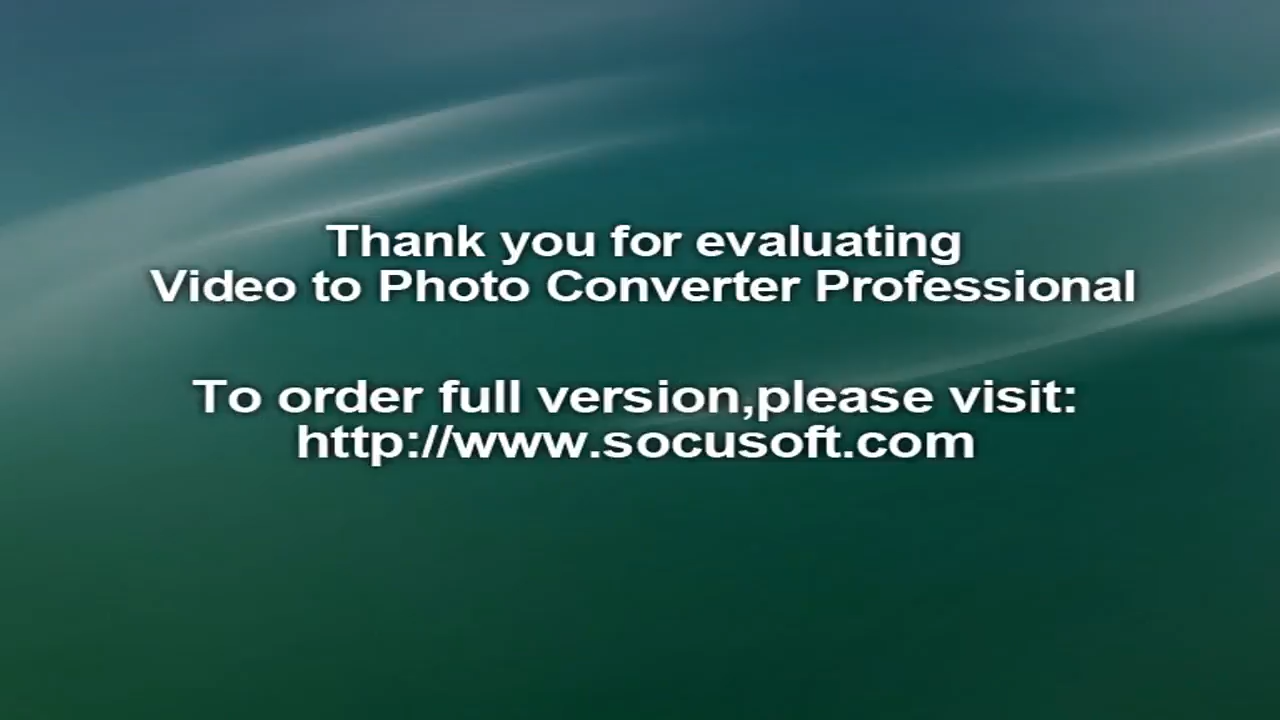 Thank you for evaluating
Video to Photo Converter Professional
To order full version,please visit:
http://www.socusoft.com